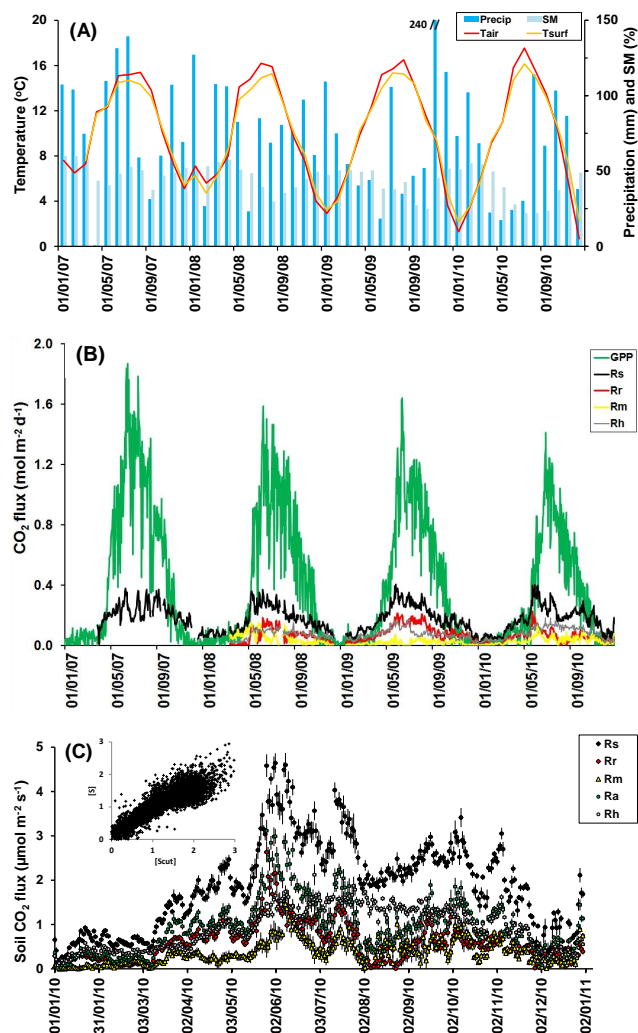 (A)
240 //
Precip
SM
Tair
Tsurf
Temperature (oC)
20
16
12
8
4
0
Precipitation (mm) and SM (%)
150
100
50
0
01/01/07
01/05/07
01/09/07
01/01/08
01/05/08
01/09/08
01/01/09
01/05/09
01/09/09
01/01/10
01/05/10
01/09/10
(B)
GPP
Rs
Rr
Rm
Rh
CO2 flux (mol m-2 d-1)
2.0
1.6
1.2
0.8
0.4
0.0
01/01/07
01/05/07
01/09/07
01/01/08
01/05/08
01/09/08
01/01/09
01/05/09
01/09/09
01/01/10
01/05/10
01/09/10
(C)
Rs
Rr
Rm
Ra
Rh
[S]
3
2
1
0
0
1
2
3
[Scut]
Soil CO2 flux (µmol m-2 s-1)
5
4
3
2
1
0
01/01/10
31/01/10
03/03/10
02/04/10
03/05/10
02/06/10
03/07/10
02/08/10
02/09/10
02/10/10
02/11/10
02/12/10
02/01/11